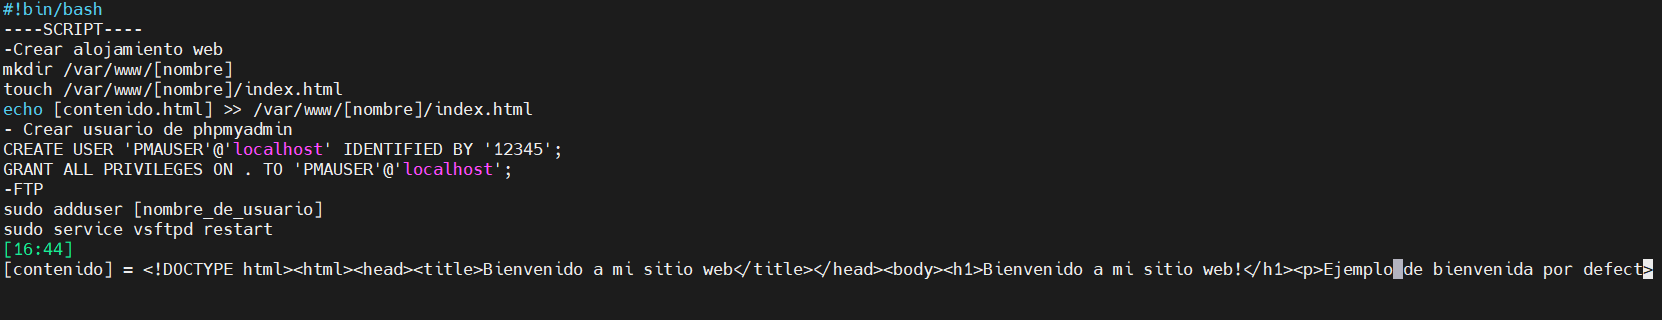 #!bin/bash
----SCRIPT----
-Crear alojamiento web
mkdir /var/www/[nombre]
touch /var/www/[nombre]/index.html
echo [contenido.html] >> /var/www/[nombre]/index.html
- Crear usuario de phpmyadmin
CREATE USER 'PMAUSER'@'localhost' IDENTIFIED BY '12345';
GRANT ALL PRIVILEGES ON . TO 'PMAUSER'@'localhost';
-FTP
sudo adduser [nombre_de_usuario]
sudo service vsftpd restart
[16:44]
[contenido] = <!DOCTYPE html><html><head><title>Bienvenido a mi sitio web</title></head><body><h1>Bienvenido a mi sitio web!</h1><p>Ejemplo de bienvenida por defect>